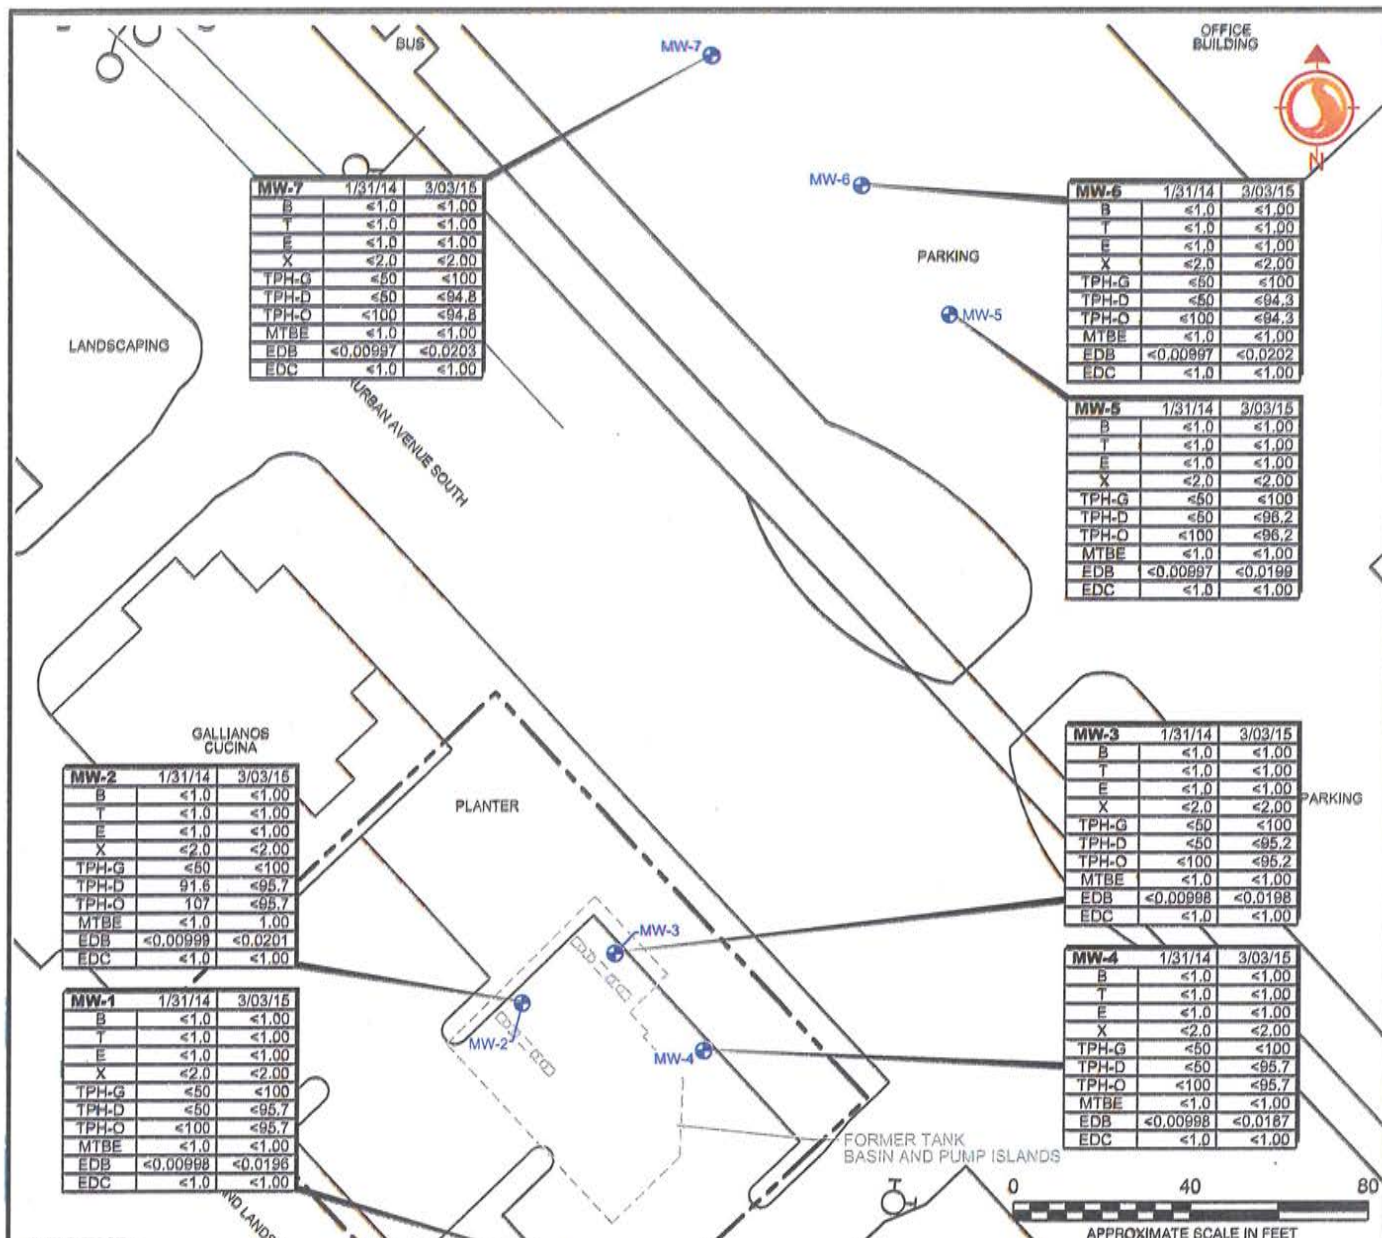 BUS
MW-7
OFFICE
BUILDING
N
MW-7 1/31/14 3/03/15
B <1.0 <1.00
T <1.0 <1.00
E <1.0 <1.00
X <2.0 <2.00
TPH-G <50 <100
TPH-D <50 <94.8
TPH-O <100 <94.8
MTBE <1.0 <1.00
EDB <0.00997 <0.0203
EDC <1.0 <1.00
MW-6
MW-6 1/31/14 3/03/15
B <1.0 <1.00
T <1.0 <1.00
E <1.0 <1.00
X <2.0 <2.00
TPH-G <50 <100
TPH-D <50 <94.3
TPH-O <100 <94.3
MTBE <1.0 <1.00
EDB <0.00997 <0.0202
EDC <1.0 <1.00
PARKING
MW-5
LANDSCAPING
URBAN AVENUE SOUTH
MW-5 1/31/14 3/03/15
B <1.0 <1.00
T <1.0 <1.00
E <1.0 <1.00
X <2.0 <2.00
TPH-G <50 <100
TPH-D <50 <96.2
TPH-O <100 <96.2
MTBE <1.0 <1.00
EDB <0.00997 <0.0199
EDC <1.0 <1.00
GALLIANOS
CUCINA
MW-2 1/31/14 3/03/15
B <1.0 <1.00
T <1.0 <1.00
E <1.0 <1.00
X <2.0 <2.00
TPH-G <50 <100
TPH-D 91.6 <95.7
TPH-O 107 <95.7
MTBE <1.0 1.00
EDB <0.00999 <0.0201
EDC <1.0 <1.00
PLANTER
MW-3 1/31/14 3/03/15
B <1.0 <1.00
T <1.0 <1.00
E <1.0 <1.00
X <2.0 <2.00
TPH-G <50 <100
TPH-D <50 <95.2
TPH-O <100 <95.2
MTBE <1.0 <1.00
EDB <0.00998 <0.0198
EDC <1.0 <1.00
PARKING
MW-3
MW-2
MW-4
MW-1 1/31/14 3/03/15
B <1.0 <1.00
T <1.0 <1.00
E <1.0 <1.00
X <2.0 <2.00
TPH-G <50 <100
TPH-D <50 <95.7
TPH-O <100 <95.7
MTBE <1.0 <1.00
EDB <0.00998 <0.0196
EDC <1.0 <1.00
MW-4 1/31/14 3/03/15
B <1.0 <1.00
T <1.0 <1.00
E <1.0 <1.00
X <2.0 <2.00
TPH-G <50 <100
TPH-D <50 <95.7
TPH-O <100 <95.7
MTBE <1.0 <1.00
EDB <0.00998 <0.0187
EDC <1.0 <1.00
FORMER TANK
BASIN AND PUMP ISLANDS
0 40 80
APPROXIMATE SCALE IN FEET